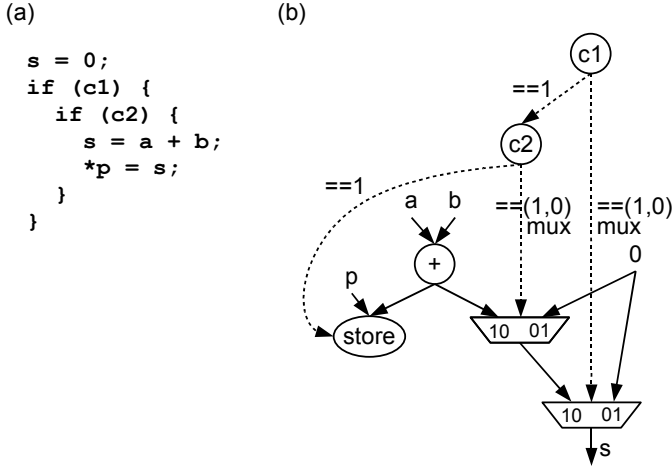 (a)
s = 0;
if (c1) {
  if (c2) {
    s = a + b;
    *p = s;
  }
}
(b)
c1
==1
c2
==1
a b
==(1,0)
mux
==(1,0)
mux
0
+
p
store
10 01
10 01
s